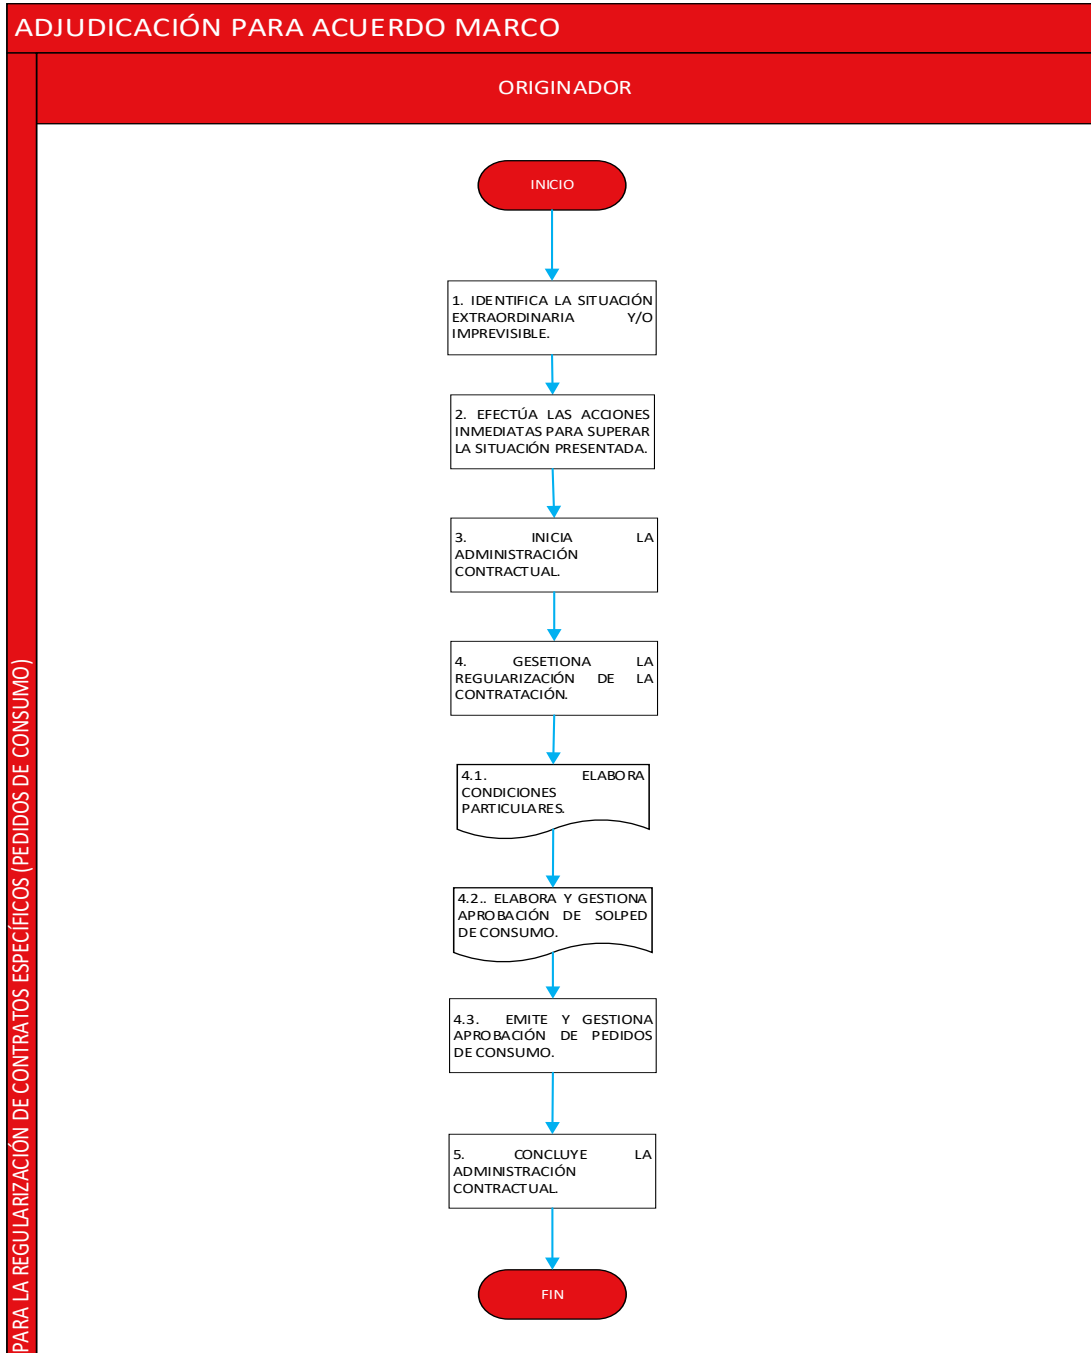 ADJUDICACIÓN PARA ACUERDO MARCO
ORIGINADOR
PARA LA REGULARIZACIÓN DE CONTRATOS ESPECÍFICOS (PEDIDOS DE CONSUMO)
INICIO
1. IDENTIFICA LA SITUACIÓN
EXTRAORDINARIA Y/O
IMPREVISIBLE.
2. EFECTÚA LAS ACCIONES
INMEDIATAS PARA SUPERAR
LA SITUACIÓN PRESENTADA.
3. INICIA LA
ADMINISTRACIÓN
CONTRACTUAL.
4. GESETIONA LA
REGULARIZACIÓN DE LA
CONTRATACIÓN.
4.1. ELABORA
CONDICIONES
PARTICULARES.
4.2.. ELABORA Y GESTIONA
APROBACIÓN DE SOLPED
DE CONSUMO.
4.3. EMITE Y GESTIONA
APROBACIÓN DE PEDIDOS
DE CONSUMO.
5. CONCLUYE LA
ADMINISTRACIÓN
CONTRACTUAL.
FIN